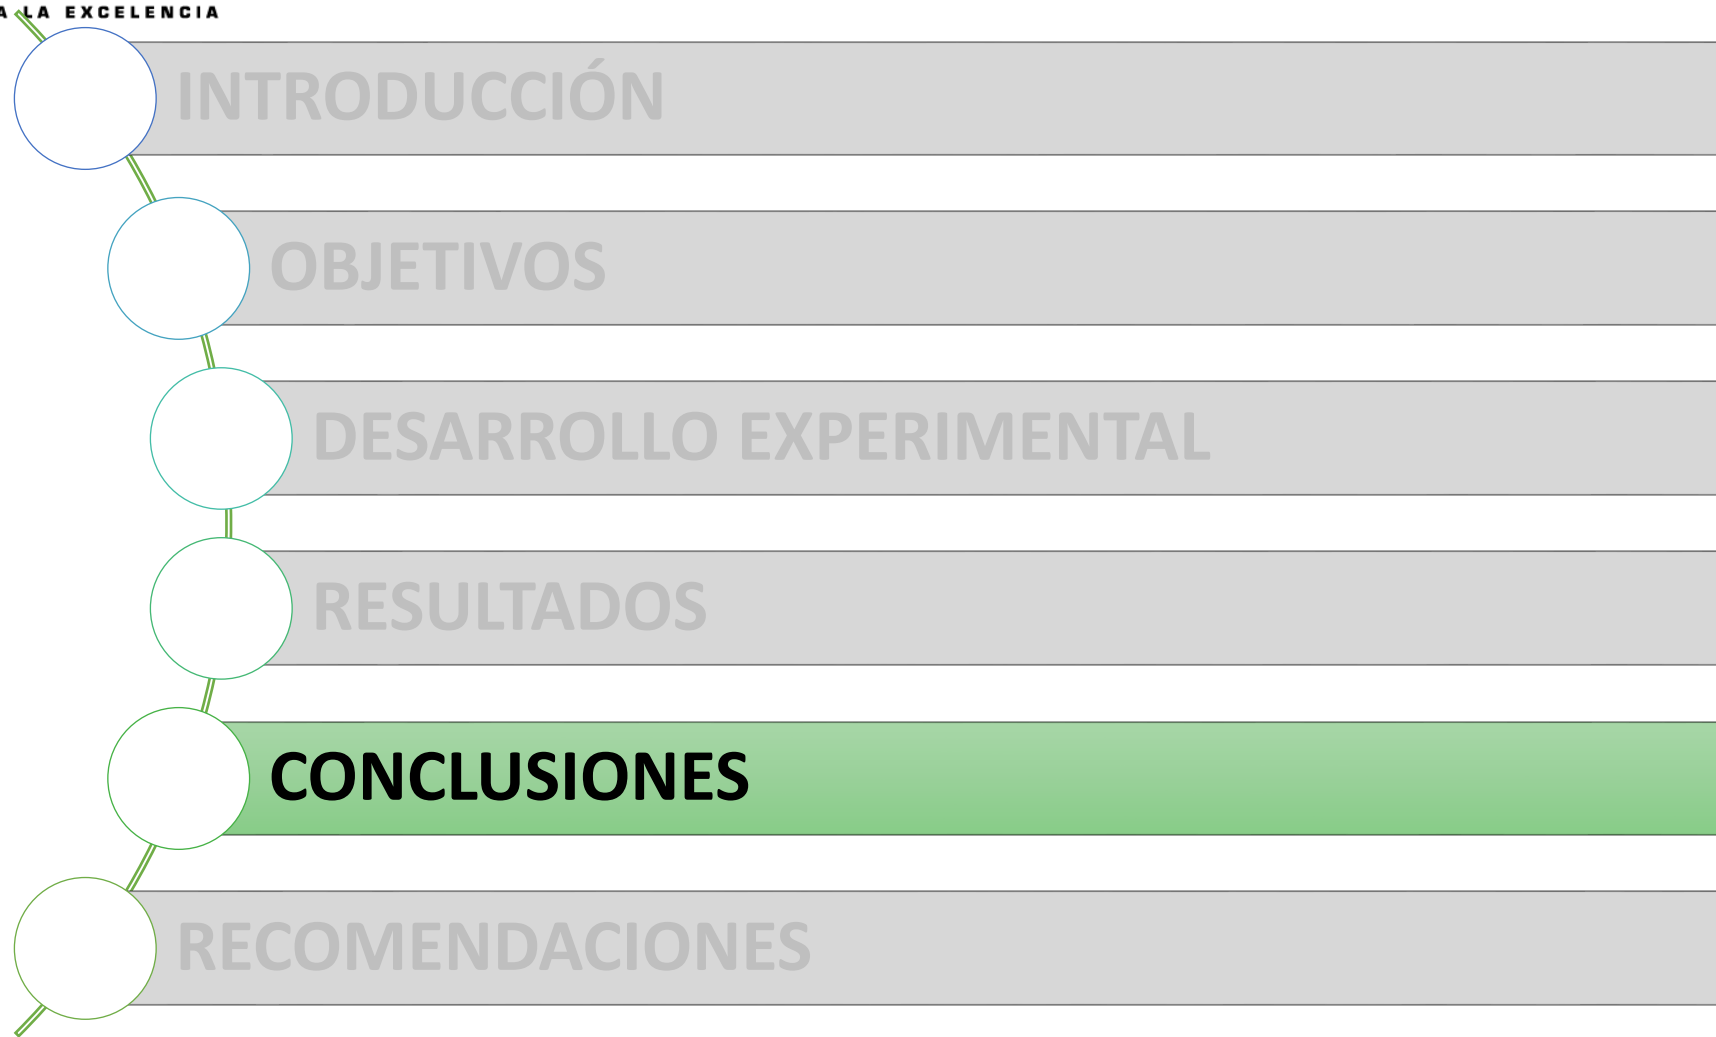 A LA EXCELENCIA
INTRODUCCIÓN
OBJETIVOS
DESARROLLO EXPERIMENTAL
RESULTADOS
CONCLUSIONES
RECOMENDACIONES